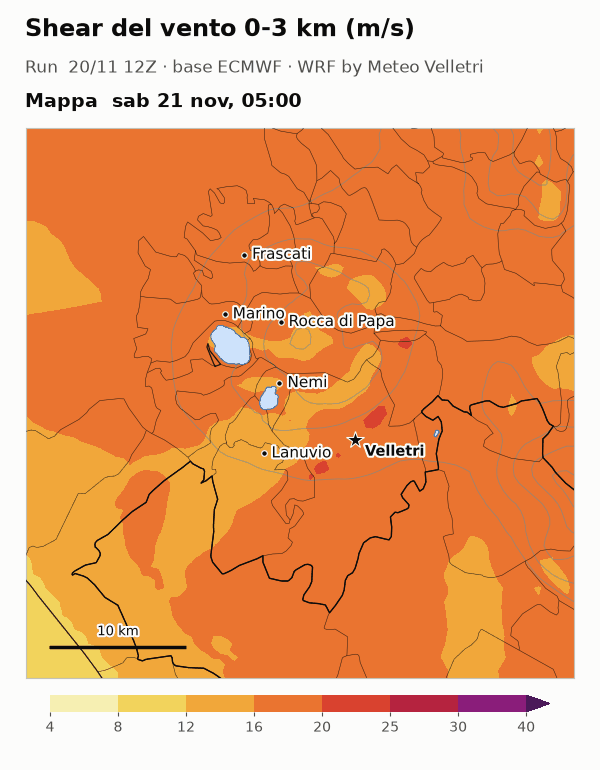 Shear del vento 0-3 km (m/s)
Run  20/11 12Z · base ECMWF · WRF by Meteo Velletri
Mappa  sab 21 nov, 05:00
Frascati
Marino
Rocca di Papa
Nemi
Velletri
Lanuvio
10 km
4 8 12 16 20 25 30 40